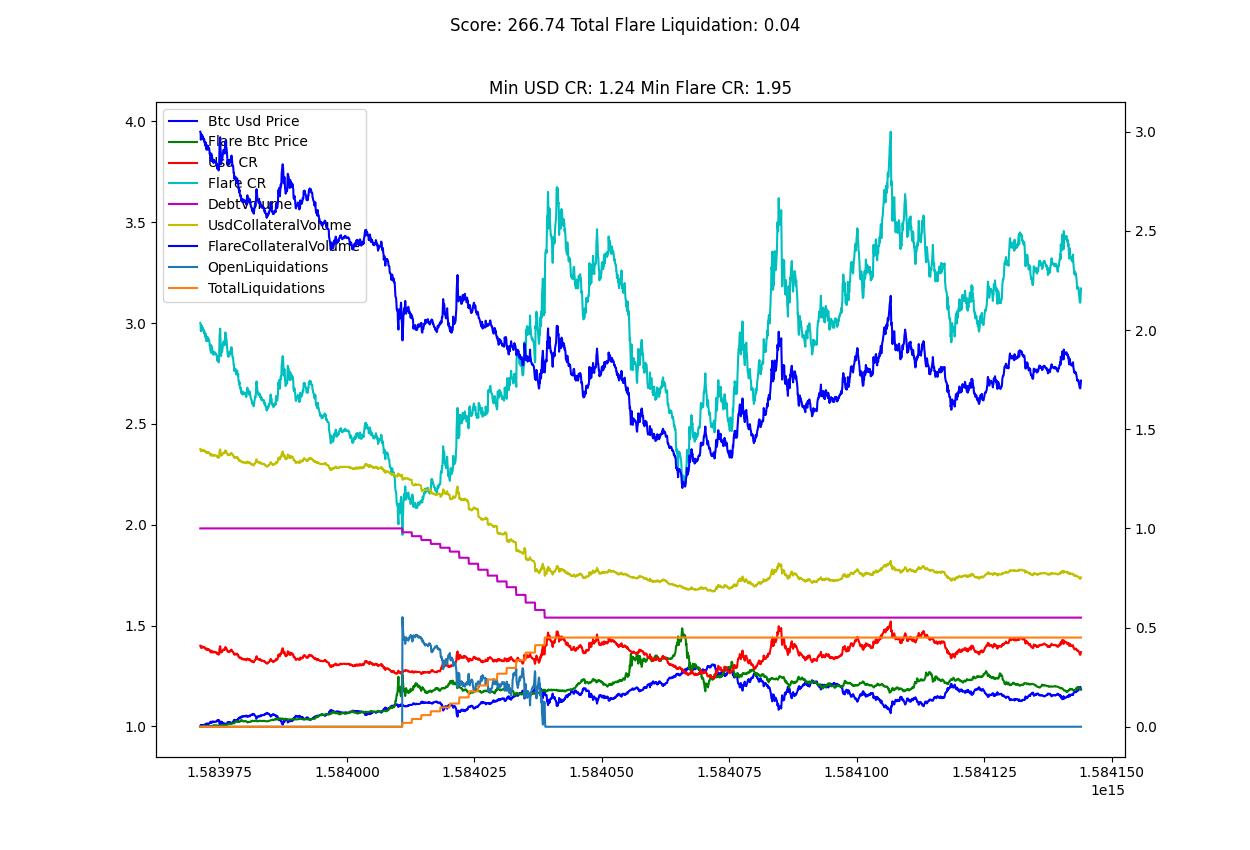 Score: 266.74 Total Flare Liquidation: 0.04
Min USD CR: 1.24 Min Flare CR: 1.95
Btc Usd Price
Flare Btc Price
Usd CR
Flare CR
DebtVolume
UsdCollateralVolume
FlareCollateralVolume
OpenLiquidations
TotalLiquidations
4.0
3.5
3.0
2.5
2.0
1.5
1.0
3.0
2.5
2.0
1.5
1.0
0.5
0.0
1.583975 1.584000 1.584025 1.584050 1.584075 1.584100 1.584125 1.584150
1e15